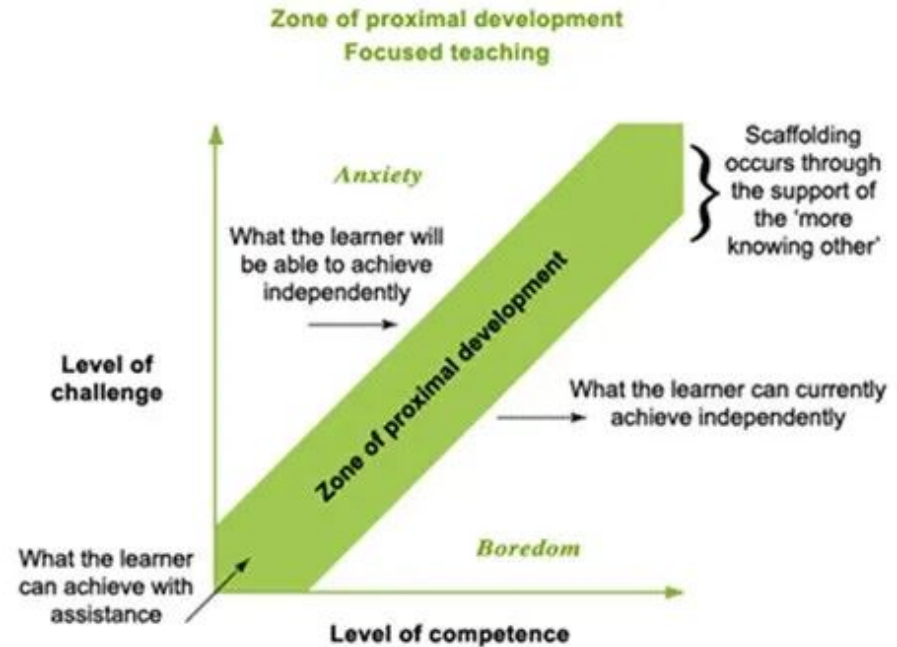 Zone of proximal development
Focused teaching
Anxiety
What the learner will
be able to achieve
independently
Scaffolding
occurs through
the support of
the ‘more
knowing other’
Zone of proximal development
Level of
challenge
What the learner can currently
achieve independently
Boredom
What the learner
can achieve with
assistance
Level of competence